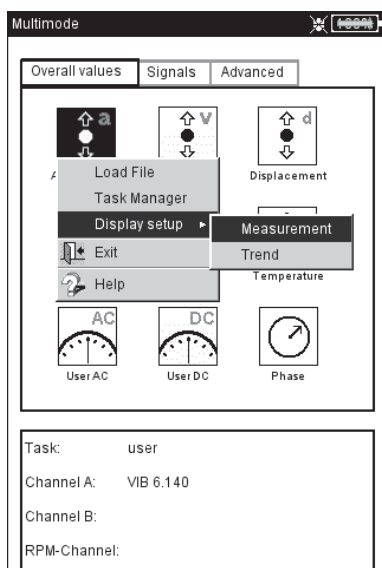 Multimode
100%
Overall values Signals Advanced
a v d
A Displacement
Load File
Task Manager
Display setup
Measurement
Exit
Trend
Help
Temperature
AC DC
User AC User DC Phase
Task: user
Channel A: VIB 6.140
Channel B:
RPM-Channel: